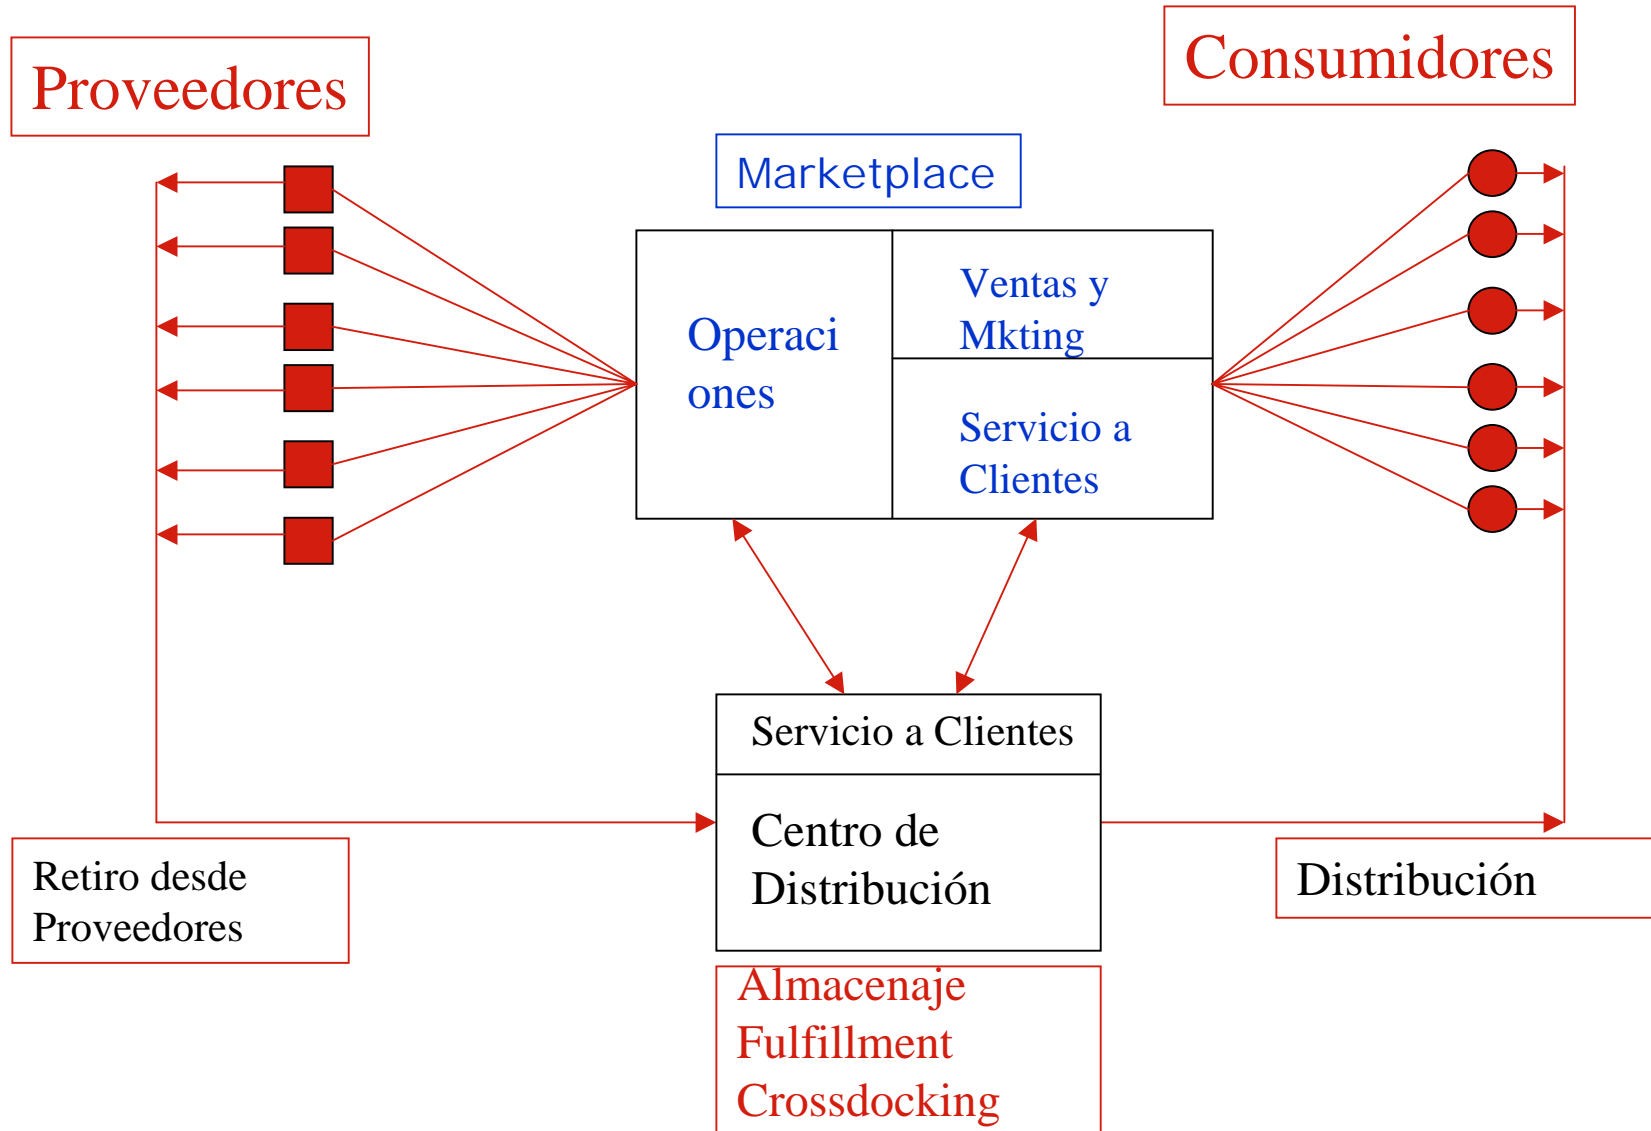 Proveedores
Consumidores
Marketplace
Operaci
ones
Ventas y
Mkting
Servicio a
Clientes
Servicio a Clientes
Centro de
Distribución
Retiro desde
Proveedores
Distribución
Almacenaje
Fulfillment
Crossdocking